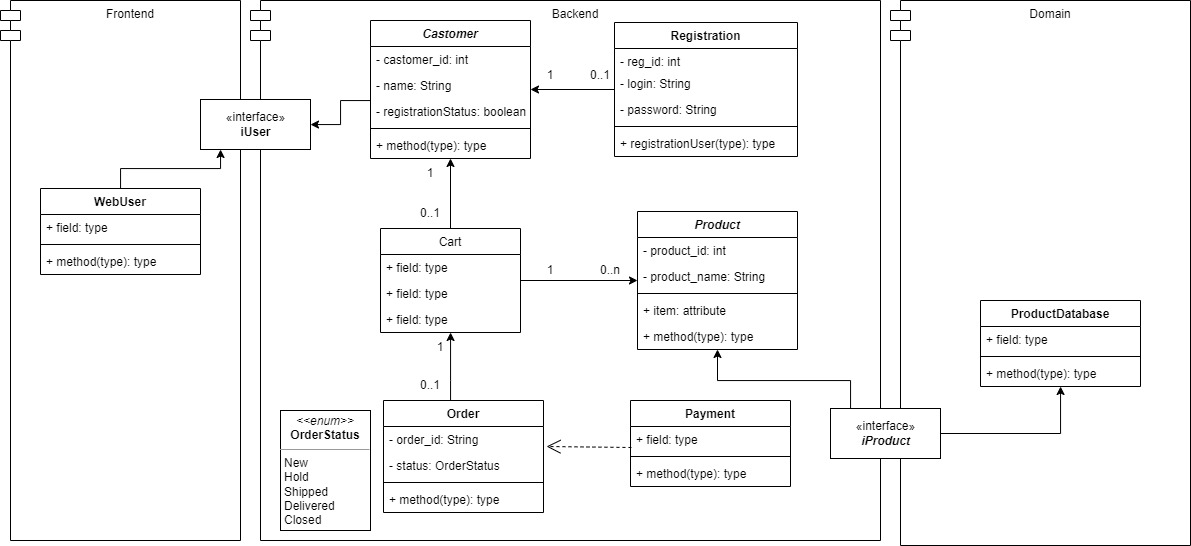 Frontend
Backend
Domain
Castomer
- castomer_id: int
- name: String
- registrationStatus: boolean
+ method(type): type
Registration
- reg_id: int
- login: String
- password: String
+ registrationUser(type): type
1
0..1
«interface»
iUser
WebUser
+ field: type
+ method(type): type
1
0..1
Cart
+ field: type
+ field: type
+ field: type
1
0..n
Product
- product_id: int
- product_name: String
+ item: attribute
+ method(type): type
ProductDatabase
+ field: type
+ method(type): type
1
0..1
<<enum>>
OrderStatus
New
Hold
Shipped
Delivered
Closed
Order
- order_id: String
- status: OrderStatus
+ method(type): type
Payment
+ field: type
+ method(type): type
«interface»
iProduct